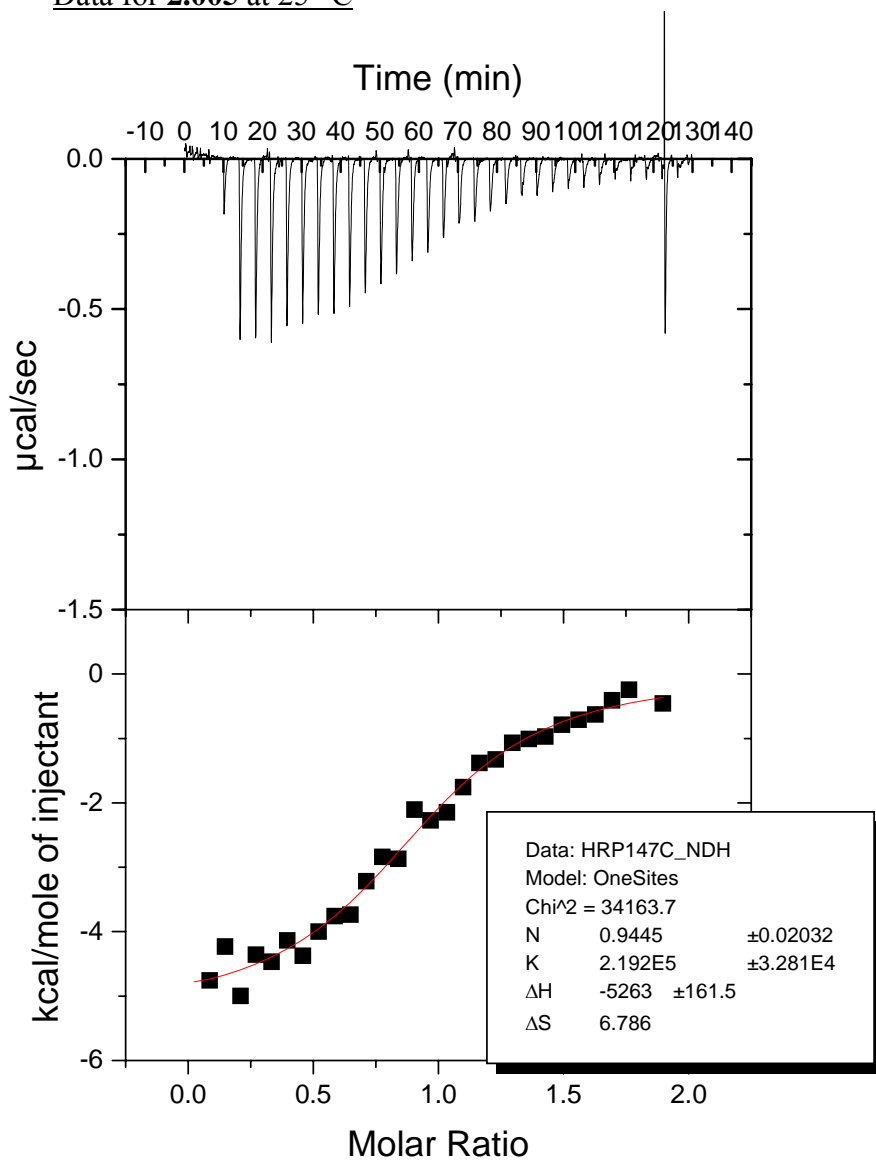 Data for 2.005 at 25 °C
Time (min)
-10 0 10 20 30 40 50 60 70 80 90 100 110 120 130 140
0.0
-0.5
-1.0
-1.5
µcal/sec
0
-2
-4
-6
kcal/mole of injectant
Data: HRP147C_NDH
Model: OneSites
Chi^2 = 34163.7
N 0.9445 ±0.02032
K 2.192E5 ±3.281E4
ΔH -5263 ±161.5
ΔS 6.786
0.0 0.5 1.0 1.5 2.0
Molar Ratio